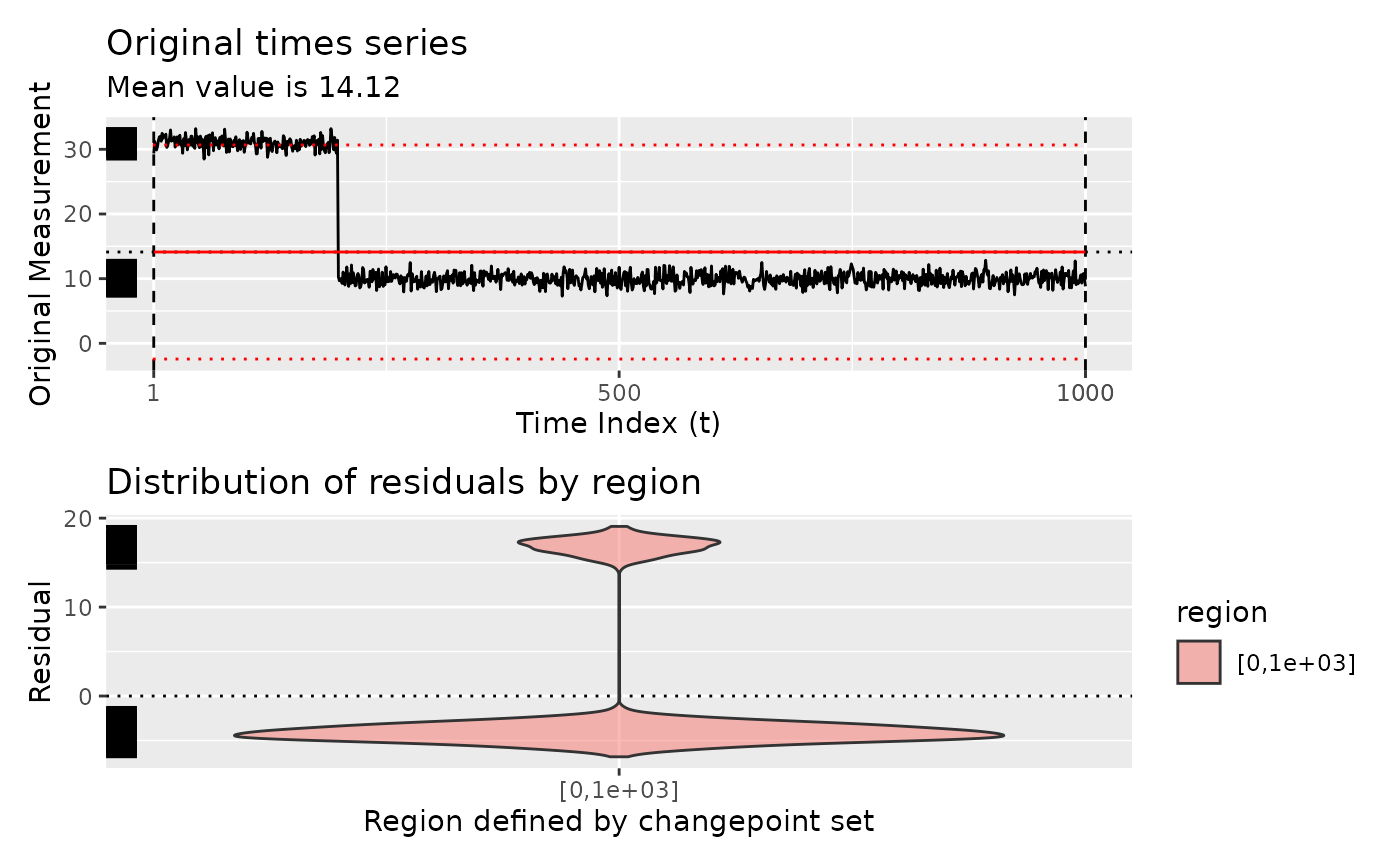 Original times series
Mean value is 14.12
Original Measurement
30
20
10
0
1 500 1000
Time Index (t)
Distribution of residuals by region
Residual
20
10
0
[0,1e+03]
Region defined by changepoint set
region
[0,1e+03]